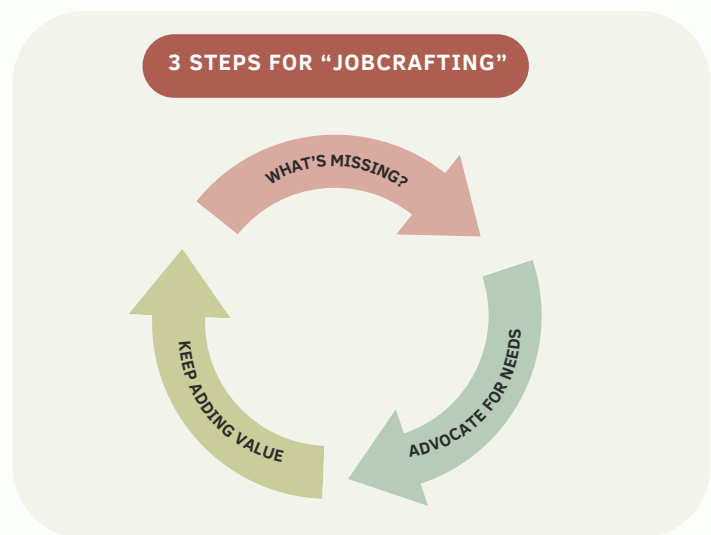 3 STEPS FOR “JOBCRAFTING”
WHAT’S MISSING?
ADVOCATE FOR NEEDS
KEEP ADDING VALUE